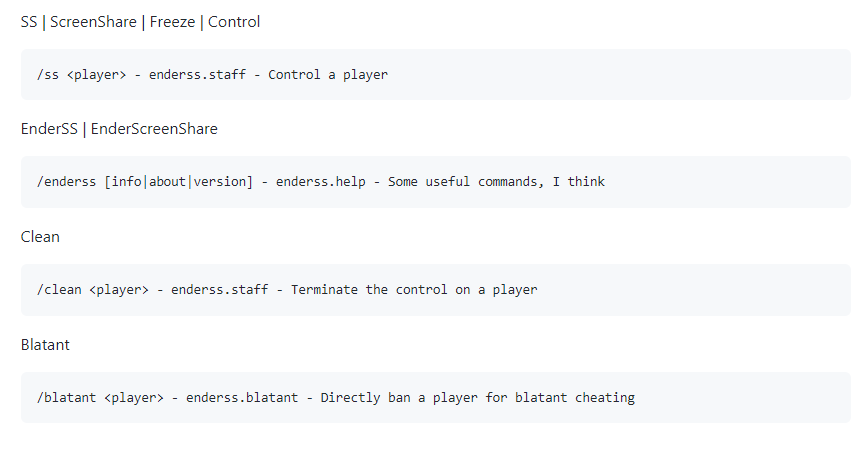 SS | ScreenShare | Freeze | Control
/ss <player> - enderss.staff - Control a player
EnderSS | EnderScreenShare
/enderss [info|about|version] - enderss.help - Some useful commands, I think
Clean
/clean <player> - enderss.staff - Terminate the control on a player
Blatant
/blatant <player> - enderss.blatant - Directly ban a player for blatant cheating